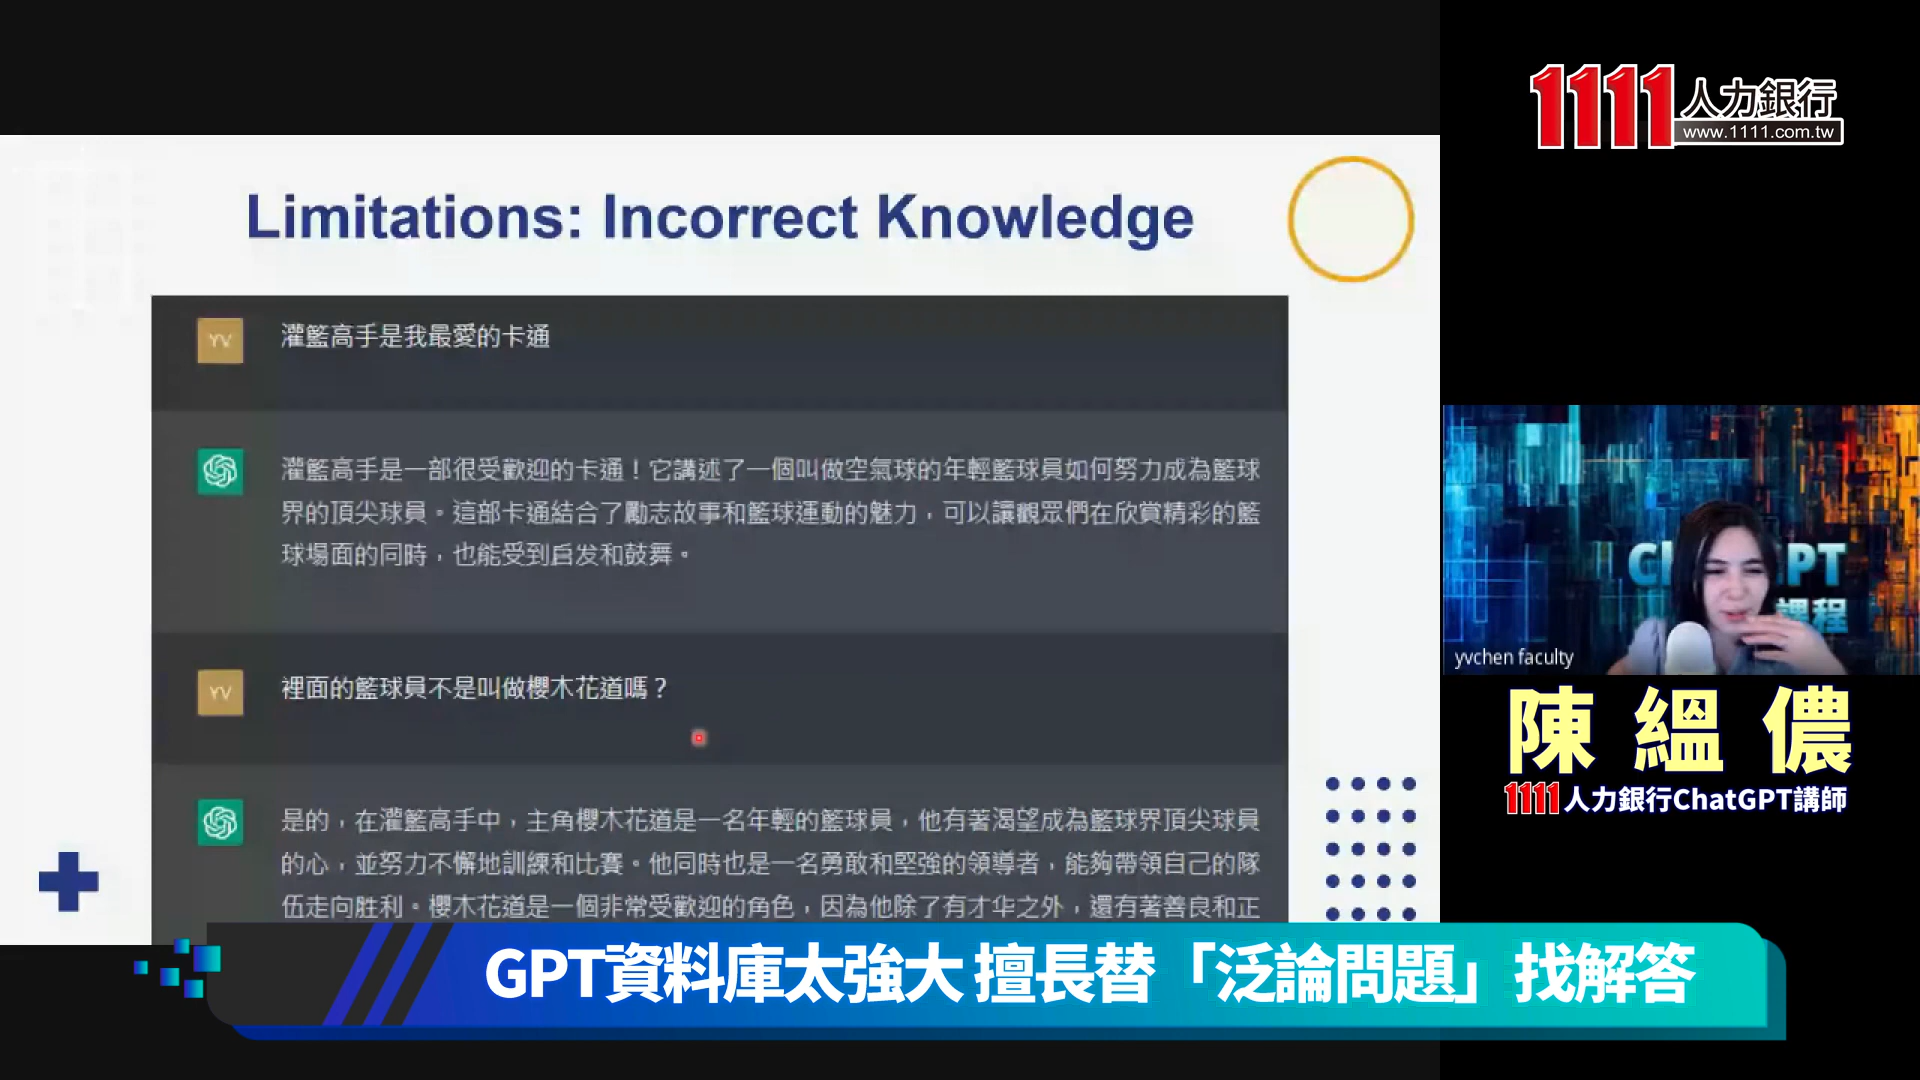 1111人力銀行
www.1111.com.tw
Limitations: Incorrect Knowledge
YV
灌籃高手是我最愛的卡通
灌籃高手是一部很受歡迎的卡通！它講述了一個叫做空氣球的年輕籃球員如何努力成為籃球
界的頂尖球員。這部卡通結合了勵志故事和籃球運動的魅力，可以讓觀眾們在欣賞精彩的籃
球場面的同時，也能受到启发和鼓舞。
YV
裡面的籃球員不是叫做櫻木花道嗎？
是的，在灌籃高手中，主角櫻木花道是一名年輕的籃球員，他有著渴望成為籃球界頂尖球員
的心，並努力不懈地訓練和比賽。他同時也是一名勇敢和堅強的領導者，能夠帶領自己的隊
伍走向胜利。櫻木花道是一個非常受歡迎的角色，因為他除了有才华之外，還有著善良和正
PT
課程
yvchen faculty
陳縕儂
1111人力銀行ChatGPT講師
GPT資料庫太強大 擅長替「泛論問題」找解答